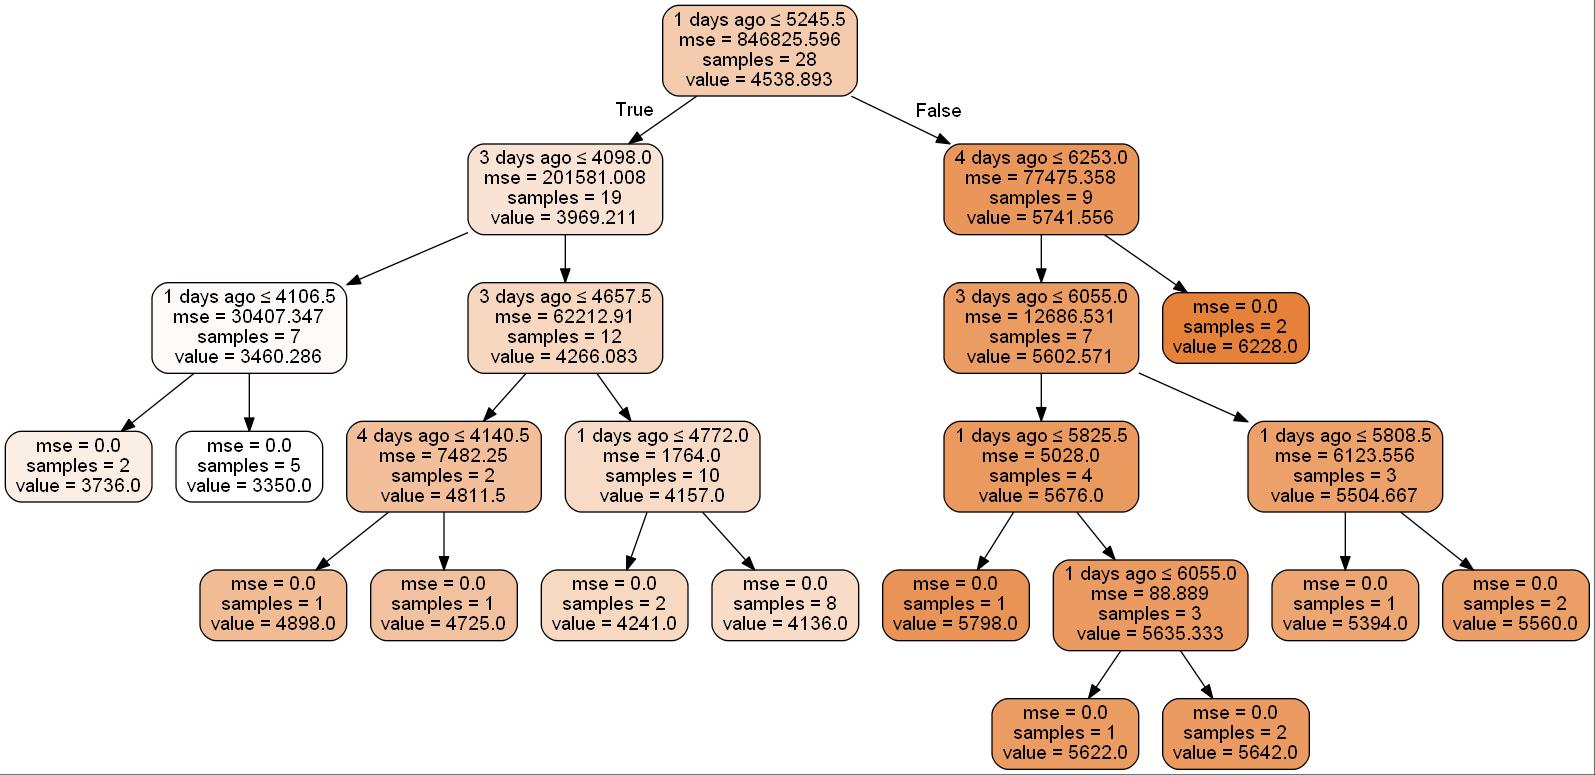 1 days ago ≤ 5245.5
mse = 846825.596
samples = 28
value = 4538.893
True
False
3 days ago ≤ 4098.0
mse = 201581.008
samples = 19
value = 3969.211
4 days ago ≤ 6253.0
mse = 77475.358
samples = 9
value = 5741.556
1 days ago ≤ 4106.5
mse = 30407.347
samples = 7
value = 3460.286
3 days ago ≤ 4657.5
mse = 62212.91
samples = 12
value = 4266.083
3 days ago ≤ 6055.0
mse = 12686.531
samples = 7
value = 5602.571
mse = 0.0
samples = 2
value = 6228.0
mse = 0.0
samples = 2
value = 3736.0
mse = 0.0
samples = 5
value = 3350.0
4 days ago ≤ 4140.5
mse = 7482.25
samples = 2
value = 4811.5
1 days ago ≤ 4772.0
mse = 1764.0
samples = 10
value = 4157.0
1 days ago ≤ 5825.5
mse = 5028.0
samples = 4
value = 5676.0
1 days ago ≤ 5808.5
mse = 6123.556
samples = 3
value = 5504.667
mse = 0.0
samples = 1
value = 4898.0
mse = 0.0
samples = 1
value = 4725.0
mse = 0.0
samples = 2
value = 4241.0
mse = 0.0
samples = 8
value = 4136.0
mse = 0.0
samples = 1
value = 5798.0
1 days ago ≤ 6055.0
mse = 88.889
samples = 3
value = 5635.333
mse = 0.0
samples = 1
value = 5394.0
mse = 0.0
samples = 2
value = 5560.0
mse = 0.0
samples = 1
value = 5622.0
mse = 0.0
samples = 2
value = 5642.0